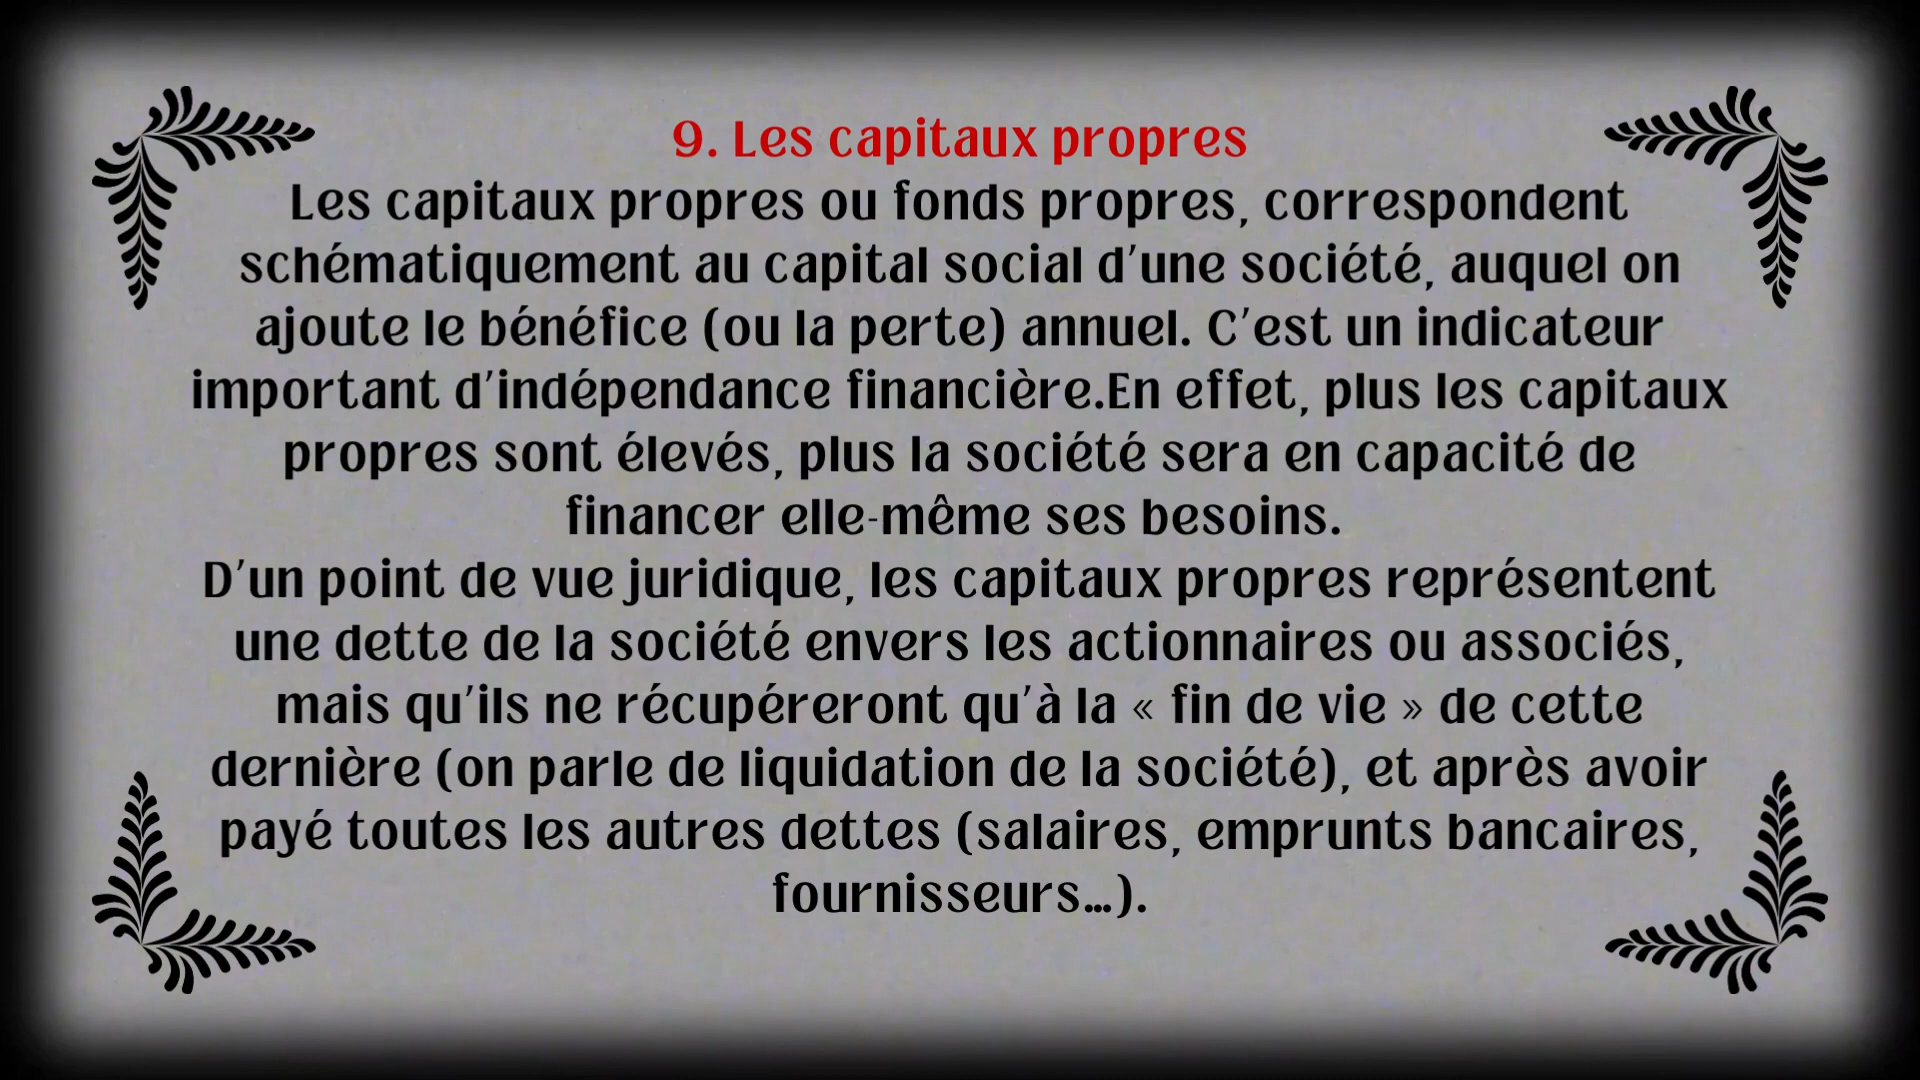 9. Les capitaux propres
Les capitaux propres ou fonds propres, correspondent
schématiquement au capital social d’une société, auquel on
ajoute le bénéfice (ou la perte) annuel. C’est un indicateur
important d’indépendance financière.En effet, plus les capitaux
propres sont élevés, plus la société sera en capacité de
financer elle-même ses besoins.
D’un point de vue juridique, les capitaux propres représentent
une dette de la société envers les actionnaires ou associés,
mais qu’ils ne récupéreront qu’à la « fin de vie » de cette
dernière (on parle de liquidation de la société), et après avoir
payé toutes les autres dettes (salaires, emprunts bancaires,
fournisseurs…).